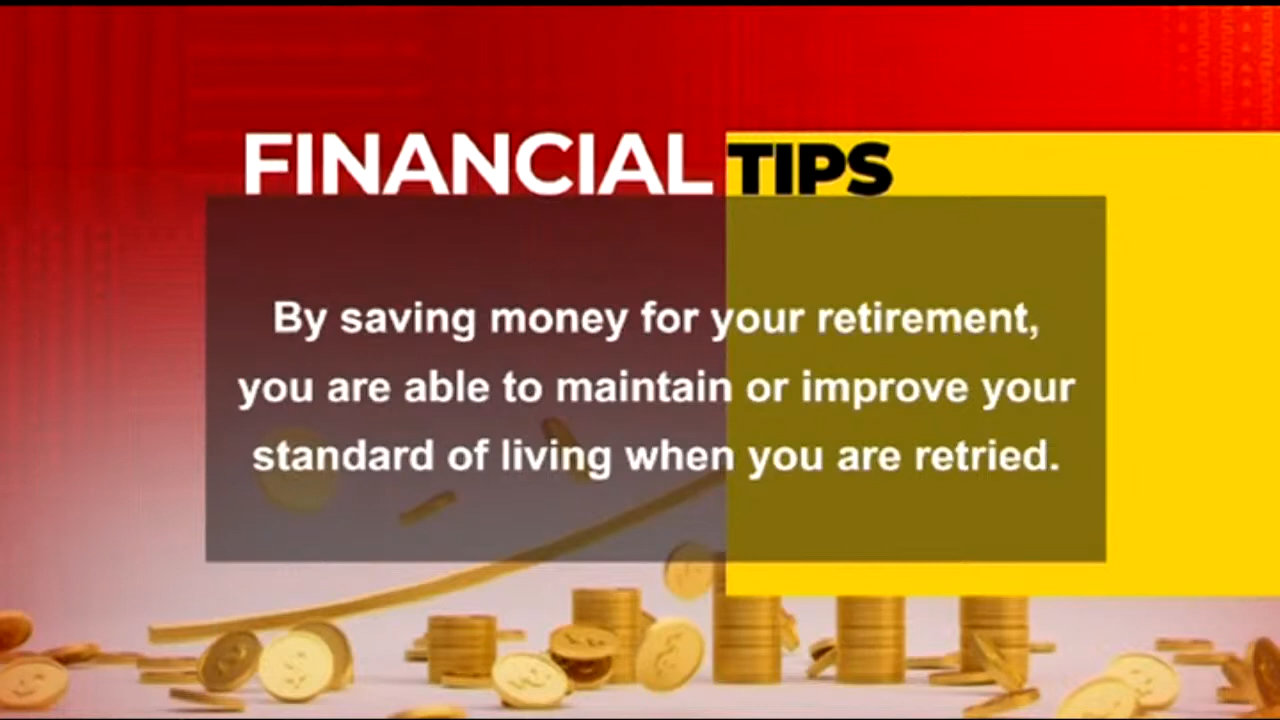 FINANCIAL TIPS
By saving money for your retirement,
you are able to maintain or improve your
standard of living when you are retried.